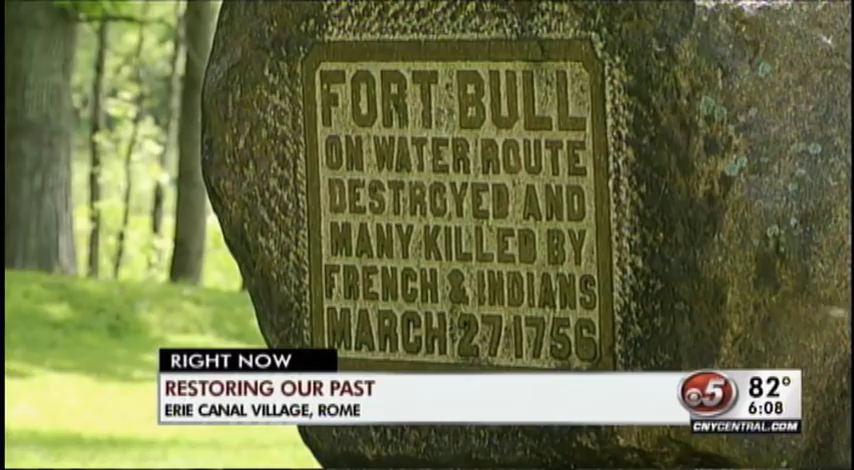 FORT BULL
ON WATER ROUTE
DESTROYED AND
MANY KILLED BY
FRENCH & INDIANS
MARCH 27 1756
RIGHT NOW
RESTORING OUR PAST
ERIE CANAL VILLAGE, ROME
5 82°
6:08
CNYCENTRAL.COM